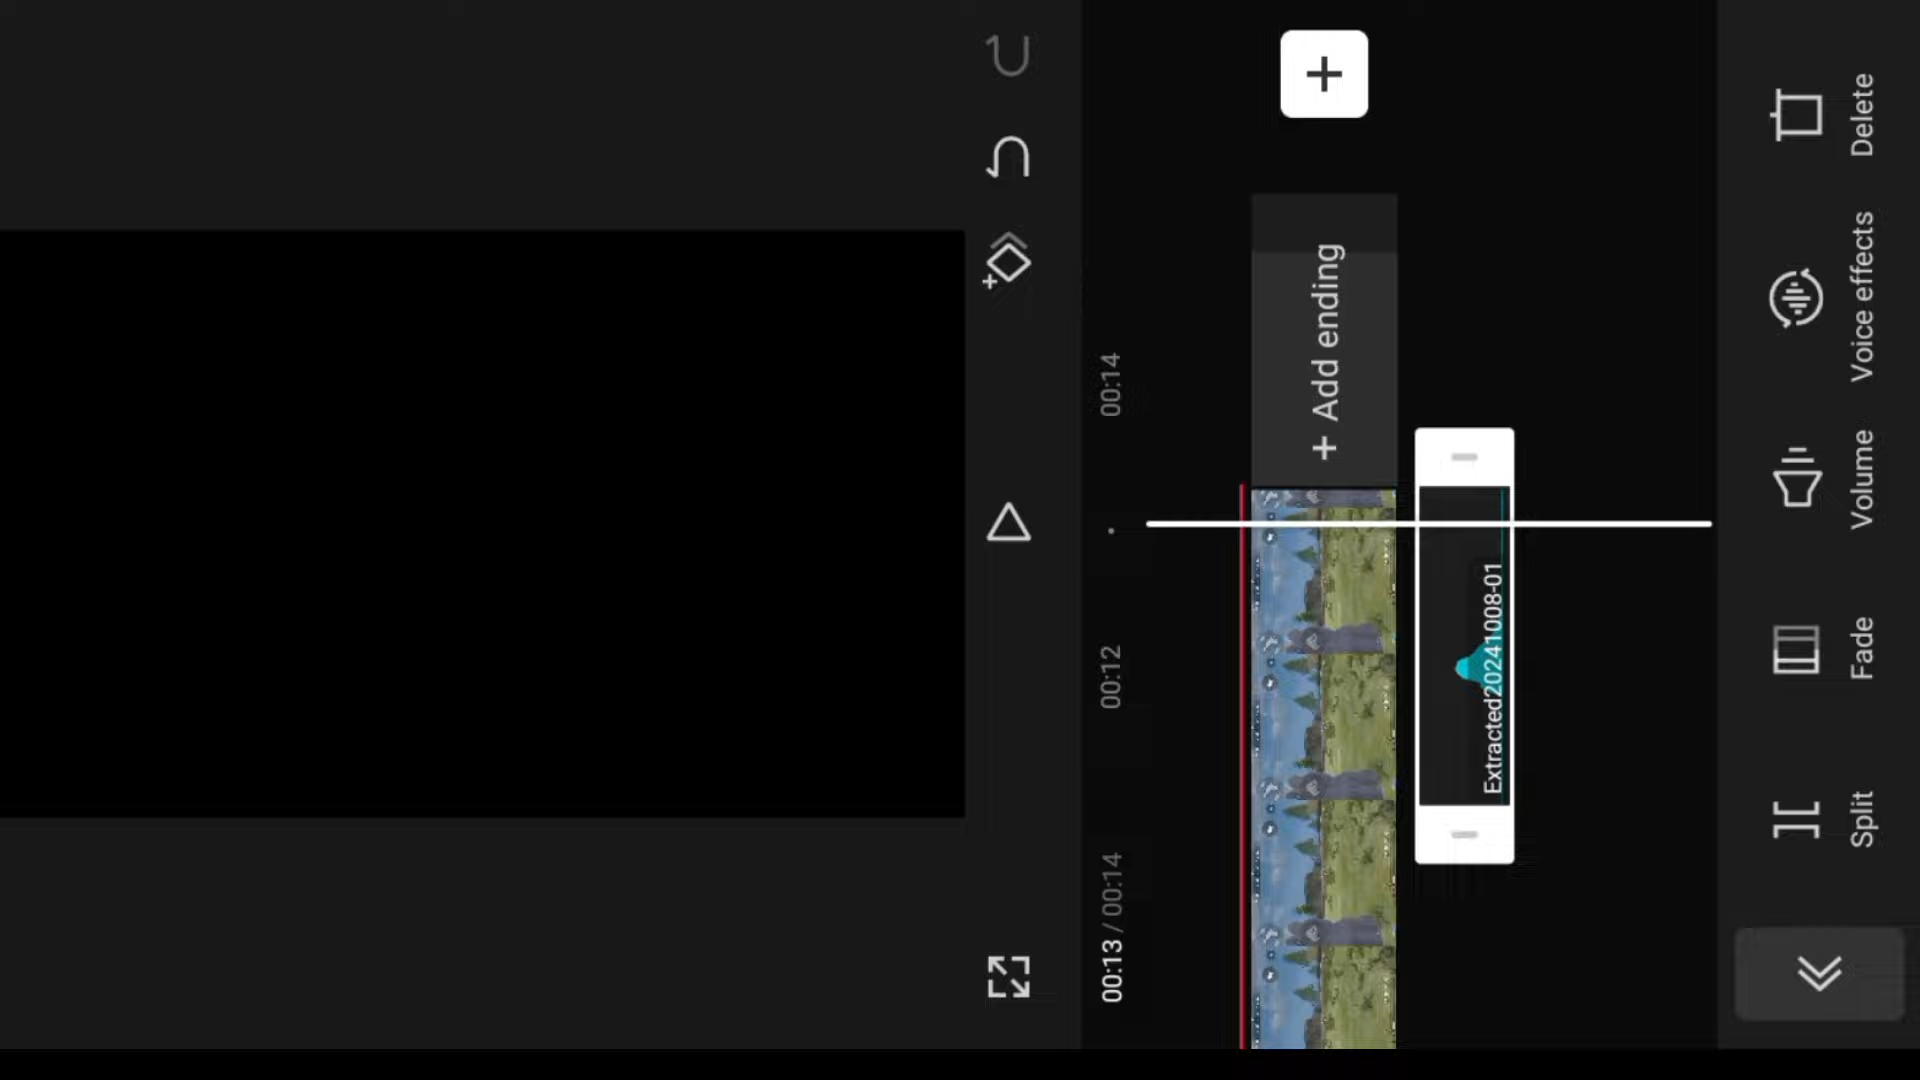 00:13 / 00:14
00:12
00:14
+ Add ending
Extracted20241008-01
Split
Fade
Volume
Voice effects
Delete